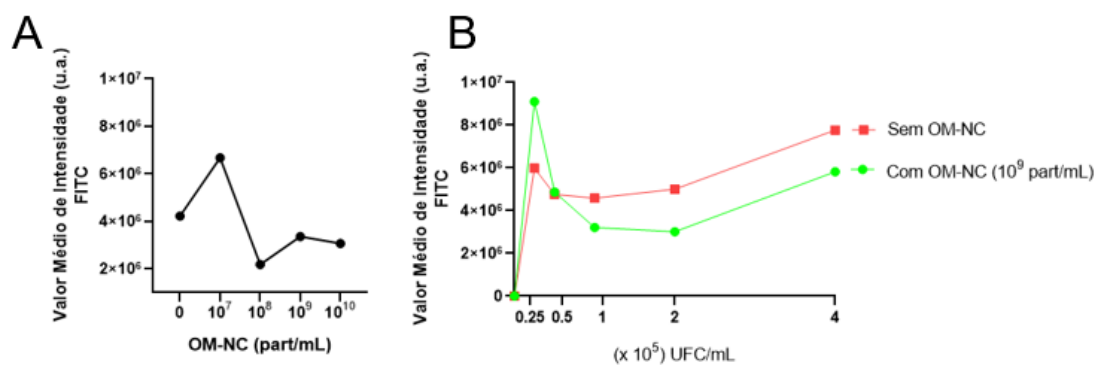 A
Valor Médio de Intensidade (u.a.)
FITC
1×10⁷
8×10⁶
6×10⁶
4×10⁶
2×10⁶
0 10⁷ 10⁸ 10⁹ 10¹⁰
OM-NC (part/mL)
B
Valor Médio de Intensidade (u.a.)
FITC
1×10⁷
8×10⁶
6×10⁶
4×10⁶
2×10⁶
0
0.25 0.5 1 2 4
(x 10⁵) UFC/mL
Sem OM-NC
Com OM-NC (10⁹ part/mL)